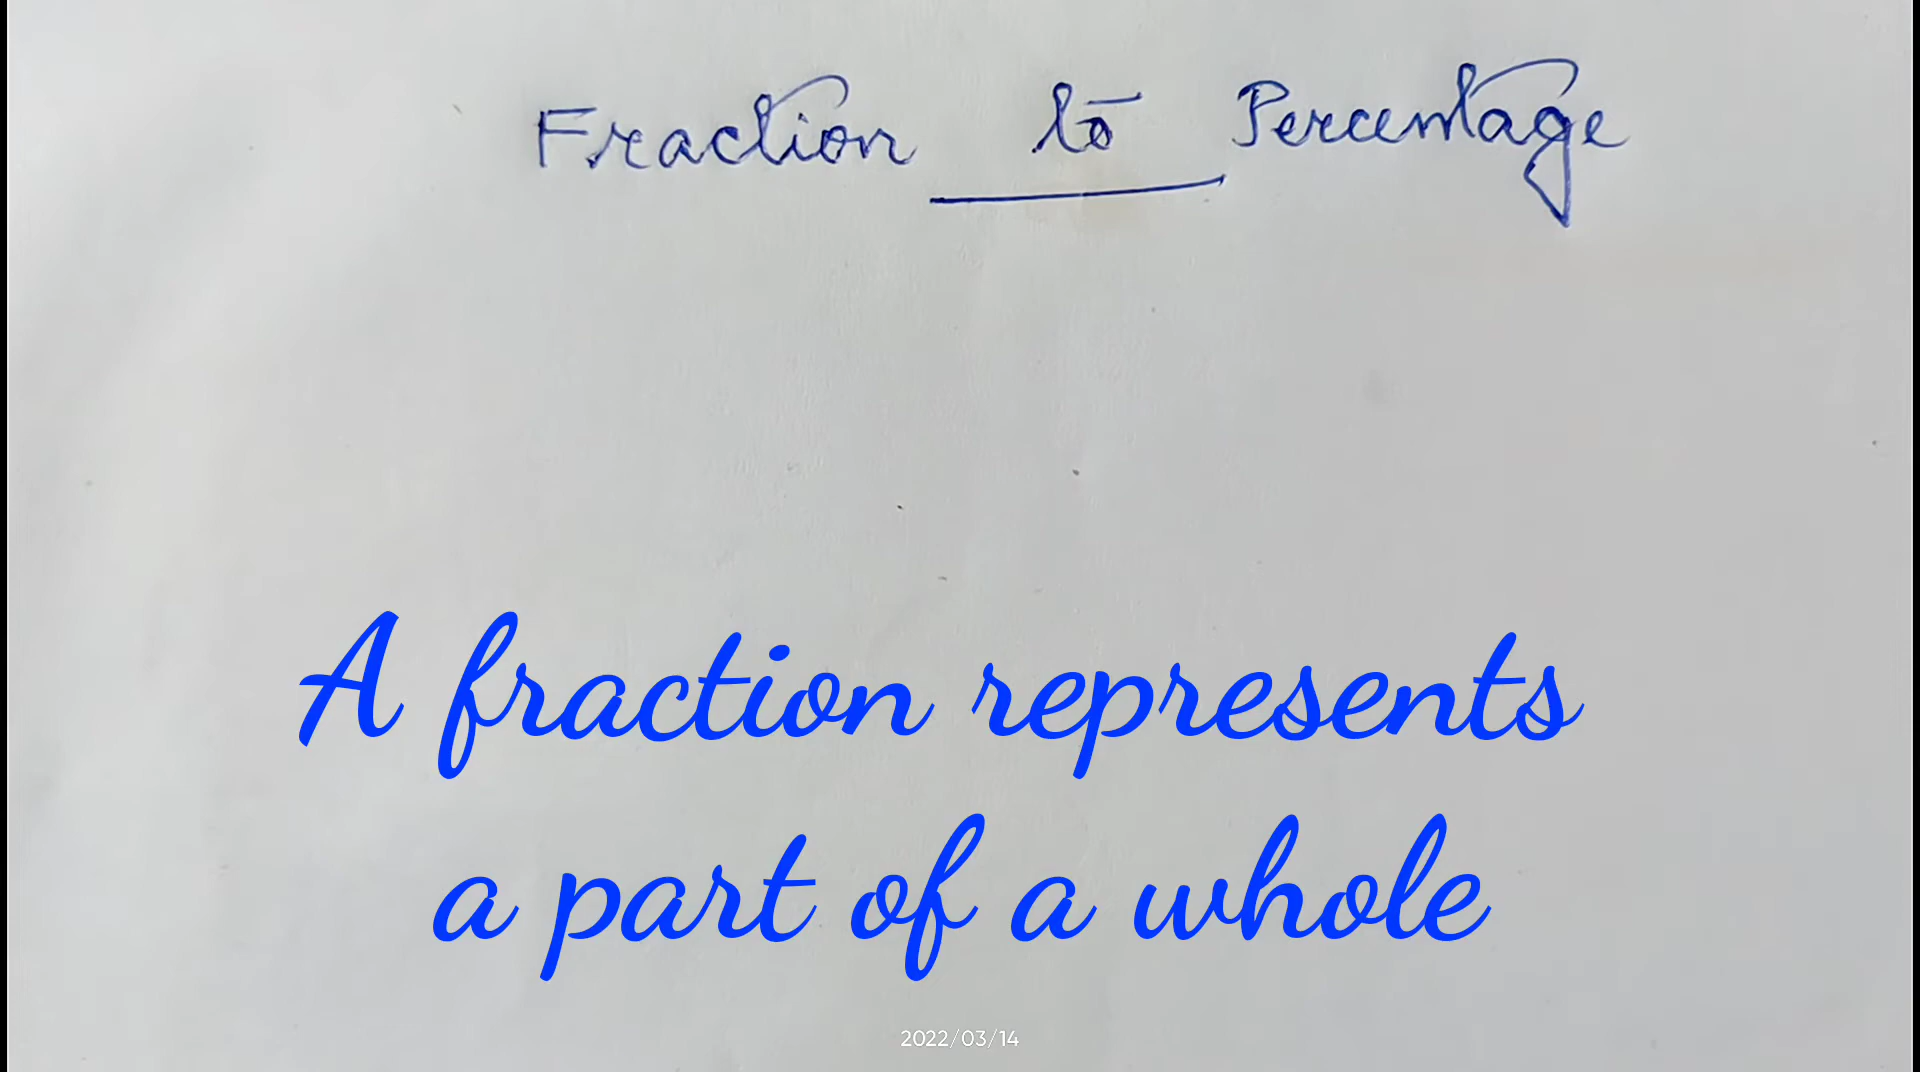 Fraction to Percentage
A fraction represents
a part of a whole
2022/03/14